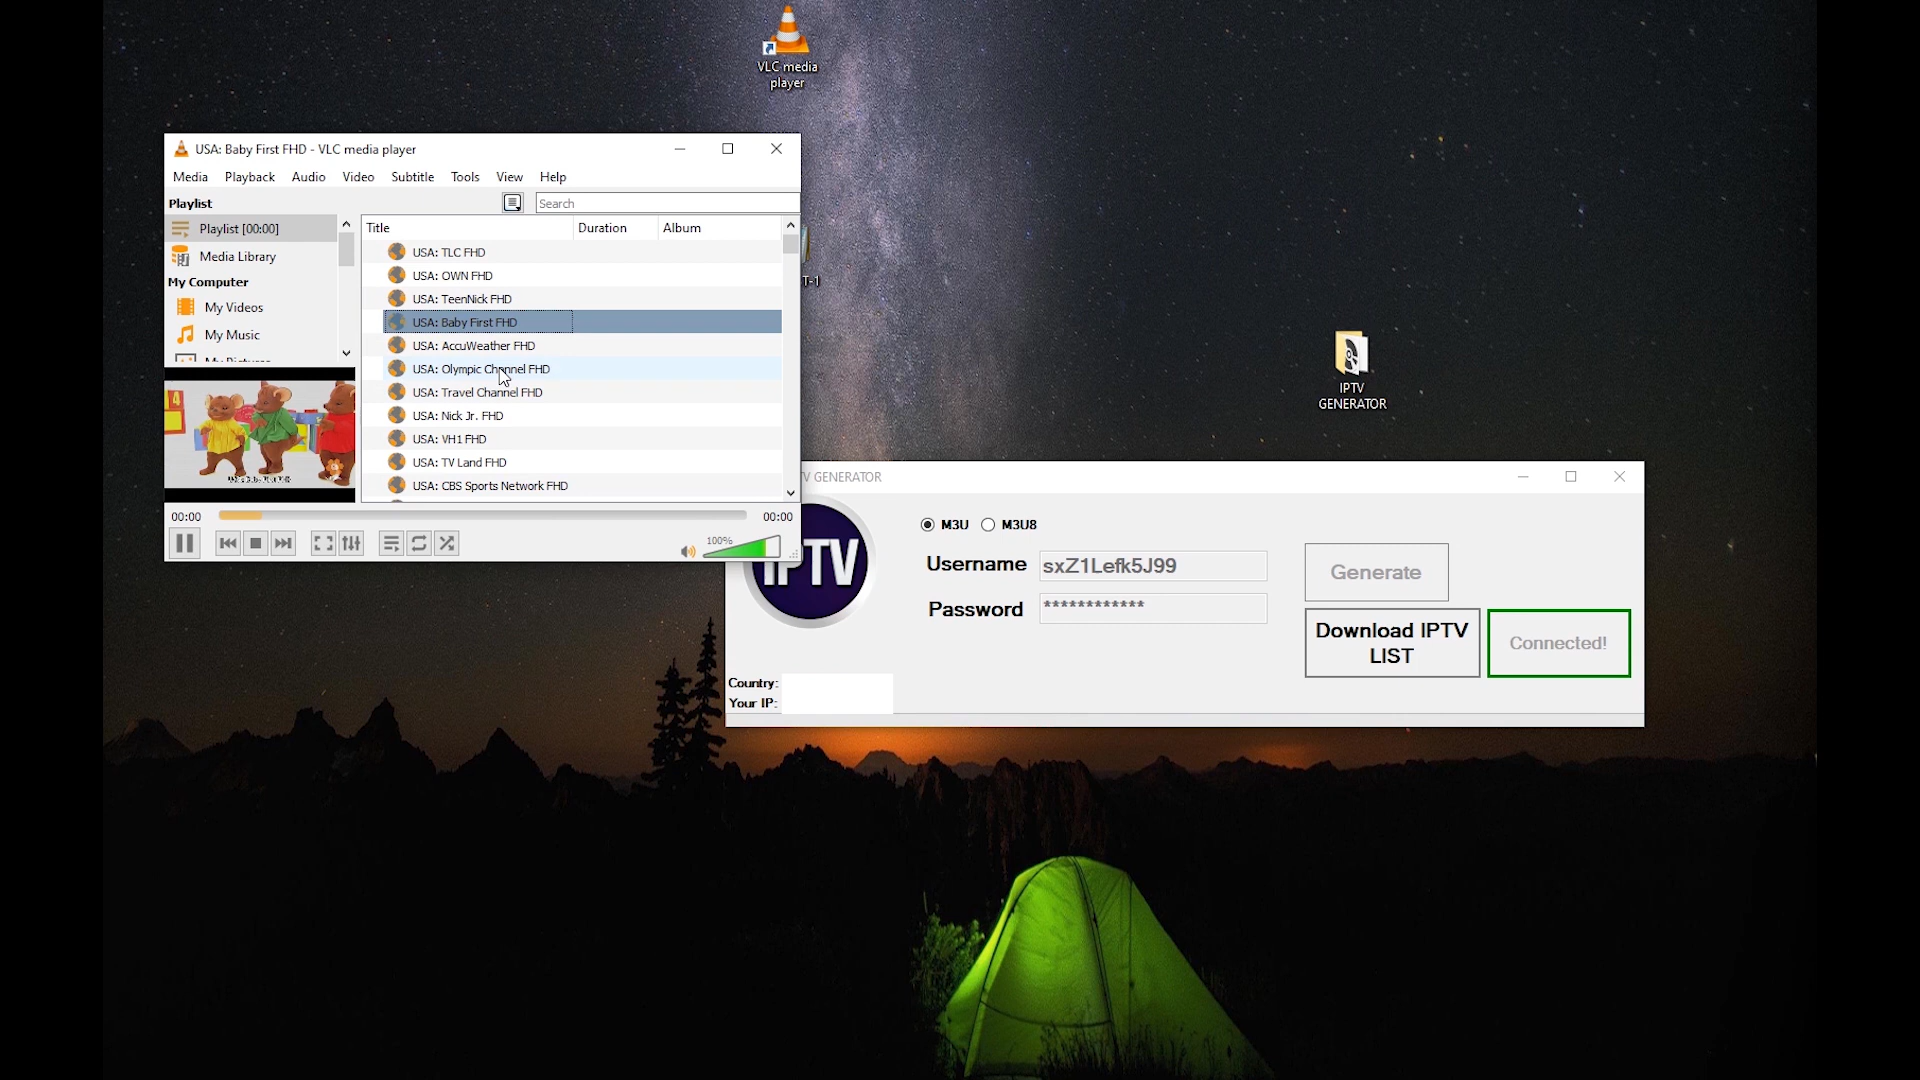 VLC media
player
USA: Baby First FHD - VLC media player
Media Playback Audio Video Subtitle Tools View Help
Playlist
Search
Playlist [00:00]
Media Library
My Computer
My Videos
My Music
Title Duration Album
USA: TLC FHD
USA: OWN FHD
USA: TeenNick FHD
USA: Baby First FHD
USA: AccuWeather FHD
USA: Olympic Channel FHD
USA: Travel Channel FHD
USA: Nick Jr. FHD
USA: VH1 FHD
USA: TV Land FHD
USA: CBS Sports Network FHD
4
00:00
00:00
100%
T-1
IPTV
GENERATOR
TV GENERATOR
IPTV
M3U M3U8
Username sxZ1Lefk5J99
Password ************
Generate
Download IPTV
LIST
Connected!
Country:
Your IP: